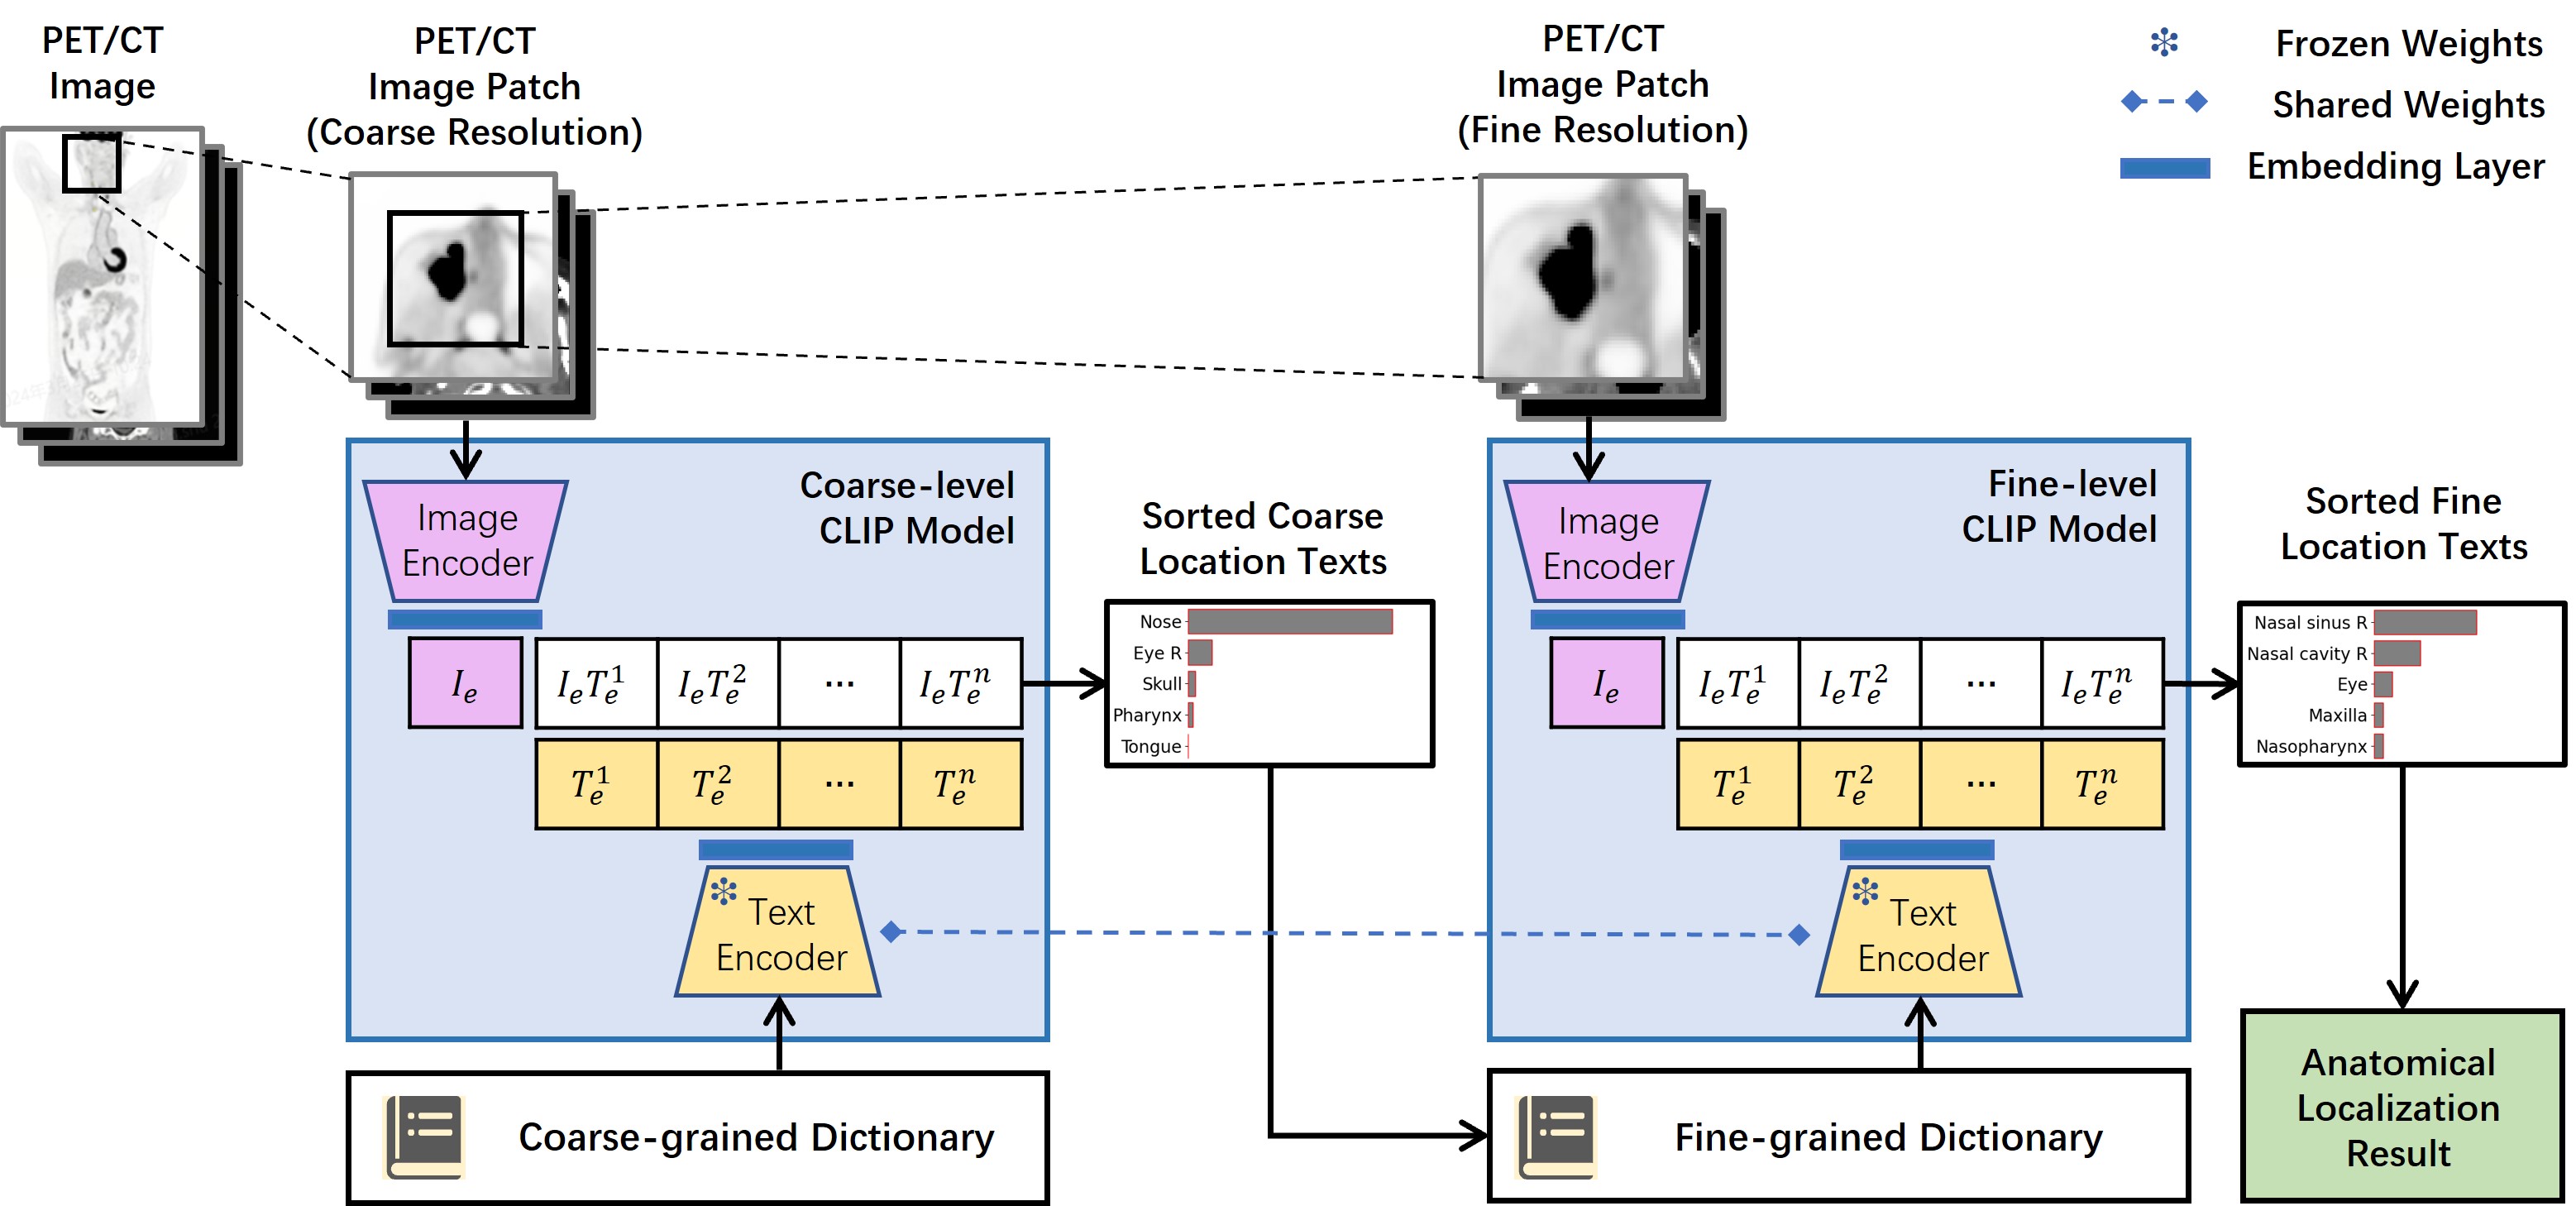 PET/CT
Image
PET/CT
Image Patch
(Coarse Resolution)
PET/CT
Image Patch
(Fine Resolution)
Frozen Weights
Shared Weights
Embedding Layer
Coarse-level
CLIP Model
Image
Encoder
I_e
I_eT_e^1
I_eT_e^2
...
I_eT_e^n
T_e^1
T_e^2
...
T_e^n
Text
Encoder
Coarse-grained Dictionary
Sorted Coarse
Location Texts
Nose
Eye R
Skull
Pharynx
Tongue
Fine-level
CLIP Model
Image
Encoder
I_e
I_eT_e^1
I_eT_e^2
...
I_eT_e^n
T_e^1
T_e^2
...
T_e^n
Text
Encoder
Fine-grained Dictionary
Sorted Fine
Location Texts
Nasal sinus R
Nasal cavity R
Eye
Maxilla
Nasopharynx
Anatomical
Localization
Result